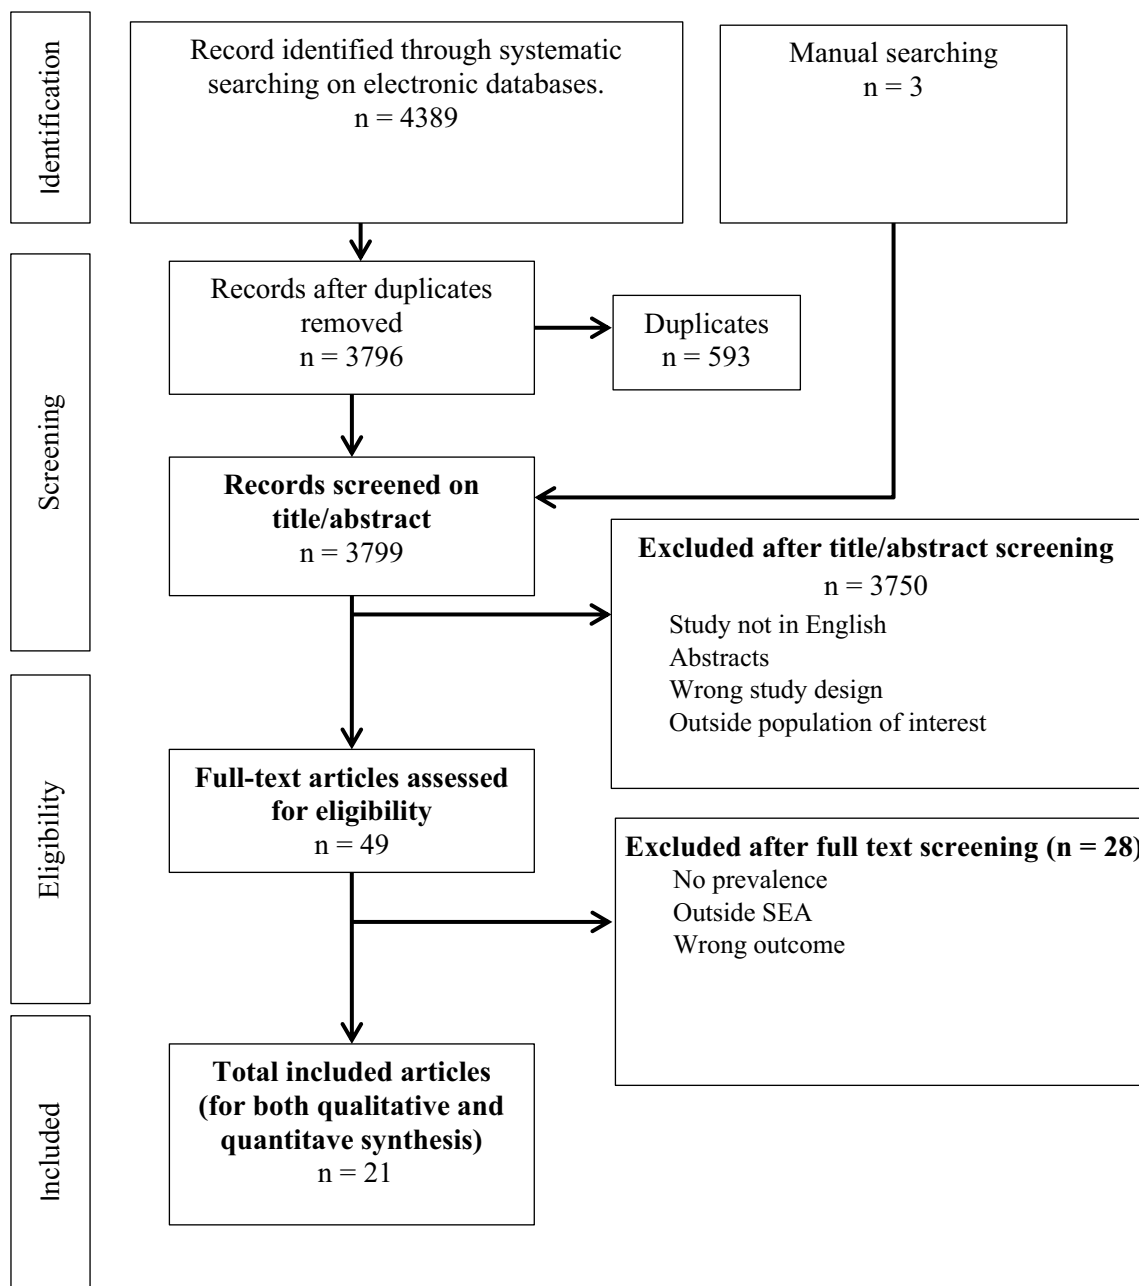 Identification
Record identified through systematic
searching on electronic databases.
n = 4389
Manual searching
n = 3
Screening
Records after duplicates
removed
n = 3796
Duplicates
n = 593
Records screened on
title/abstract
n = 3799
Excluded after title/abstract screening
n = 3750
Study not in English
Abstracts
Wrong study design
Outside population of interest
Eligibility
Full-text articles assessed
for eligibility
n = 49
Excluded after full text screening (n = 28)
No prevalence
Outside SEA
Wrong outcome
Included
Total included articles
(for both qualitative and
quantitave synthesis)
n = 21